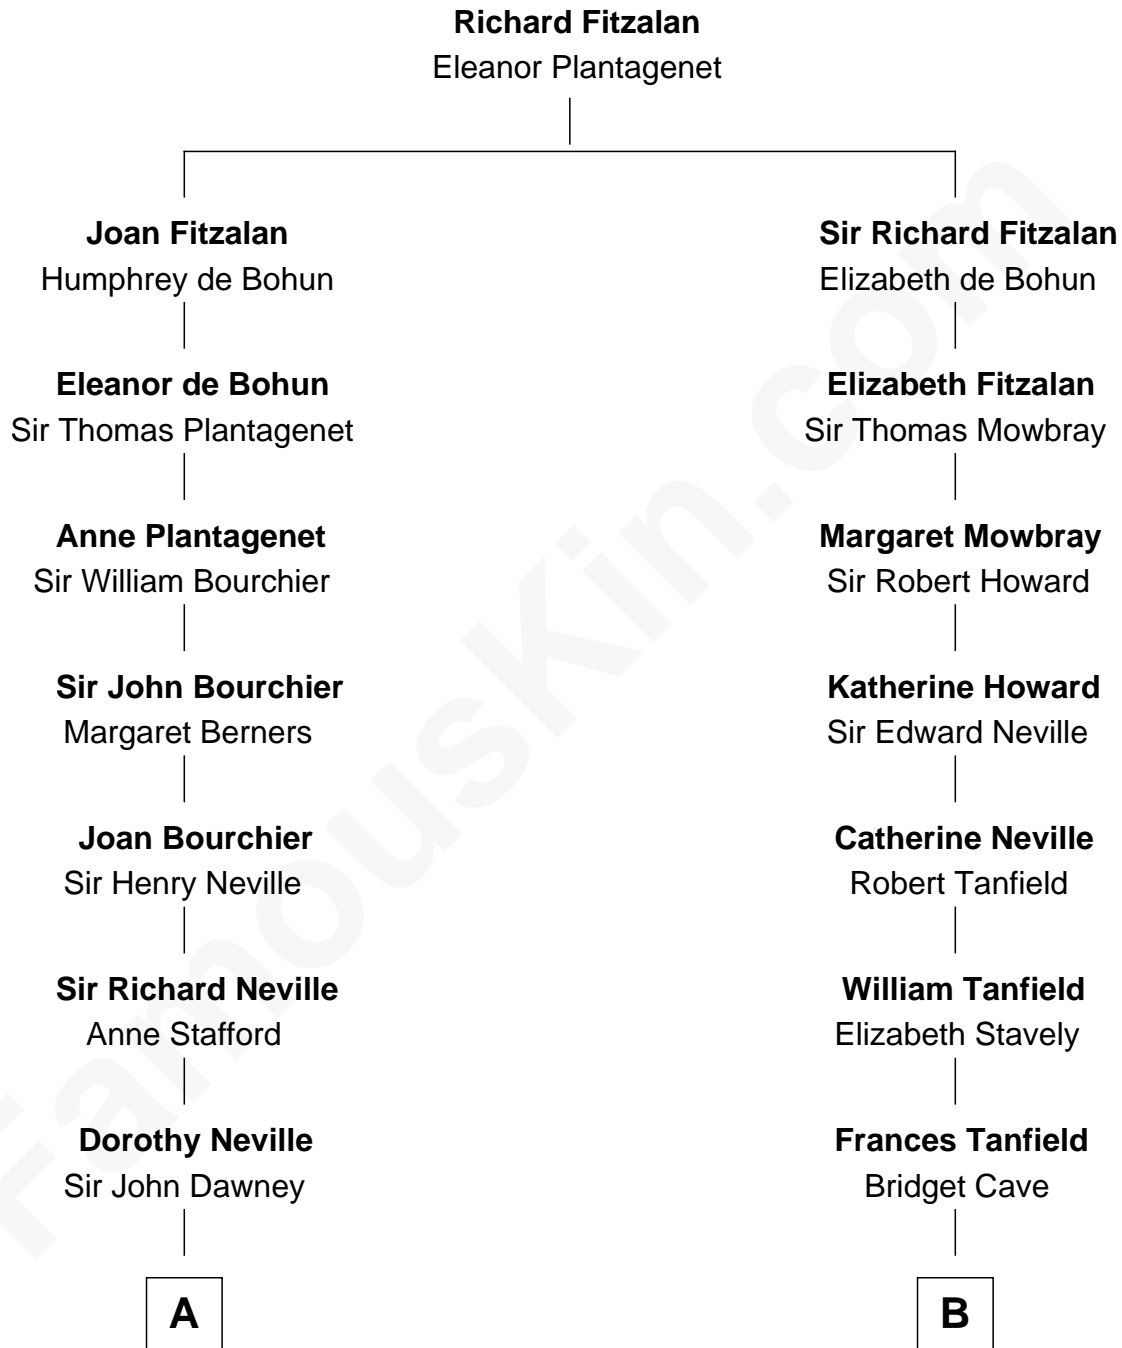 Richard Fitzalan
Eleanor Plantagenet
Joan Fitzalan
Humphrey de Bohun
Sir Richard Fitzalan
Elizabeth de Bohun
Eleanor de Bohun
Sir Thomas Plantagenet
Elizabeth Fitzalan
Sir Thomas Mowbray
Anne Plantagenet
Sir William Bourchier
Margaret Mowbray
Sir Robert Howard
Sir John Bourchier
Margaret Berners
Katherine Howard
Sir Edward Neville
Joan Bourchier
Sir Henry Neville
Catherine Neville
Robert Tanfield
Sir Richard Neville
Anne Stafford
William Tanfield
Elizabeth Stavely
Dorothy Neville
Sir John Dawney
Frances Tanfield
Bridget Cave
A
B
FamousKin.com